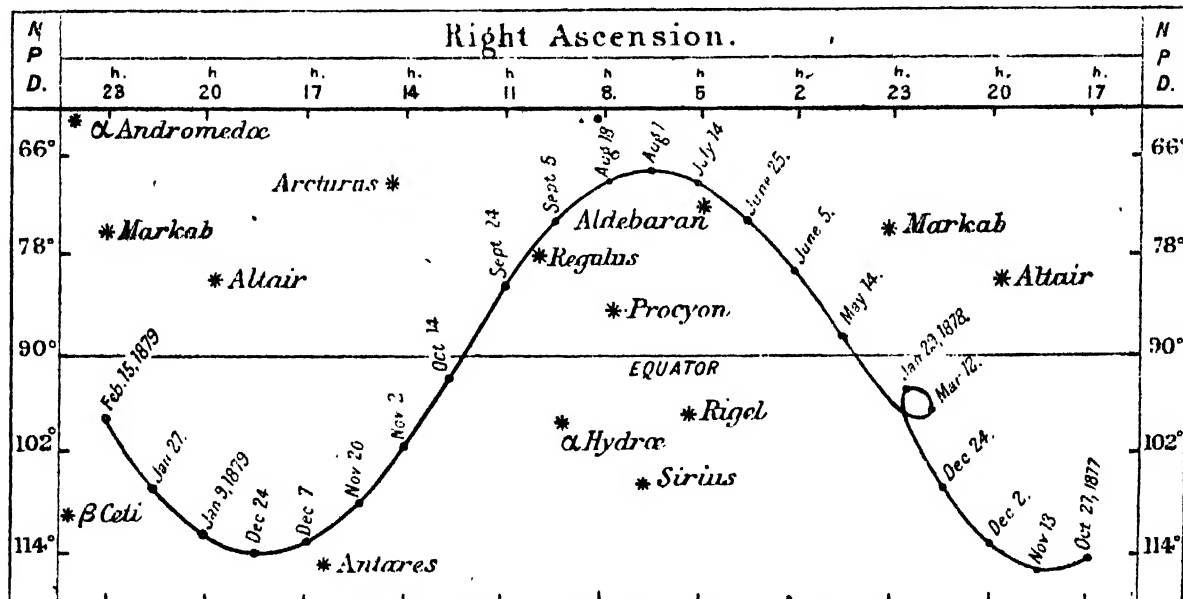 Right Ascension.
N P D.
N P D.
h. h h. h. h h h h. h. h. h.
23 20 17 14 11 8. 5 2 23 20 17
66°
78°
90°
102°
114°
66°
78°
90°
102°
114°
α Andromedæ
Arcturus
Markab
Altair
Aldebaran
Regulus
Procyon
Markab
Altair
EQUATOR
Rigel
α Hydræ
Sirius
β Ceti
Antares
Feb. 15, 1879
Jan 27.
Jan 9, 1879
Dec 24
Dec 7
Nov 20
Nov 2
Oct 14
Sept 24
Sept 5
Aug 18
Aug 1
July 14
June 25.
June 5.
May 14.
Jan 29, 1878.
Mar 12.
Dec 24.
Dec 2.
Nov 13
Oct 27, 1877